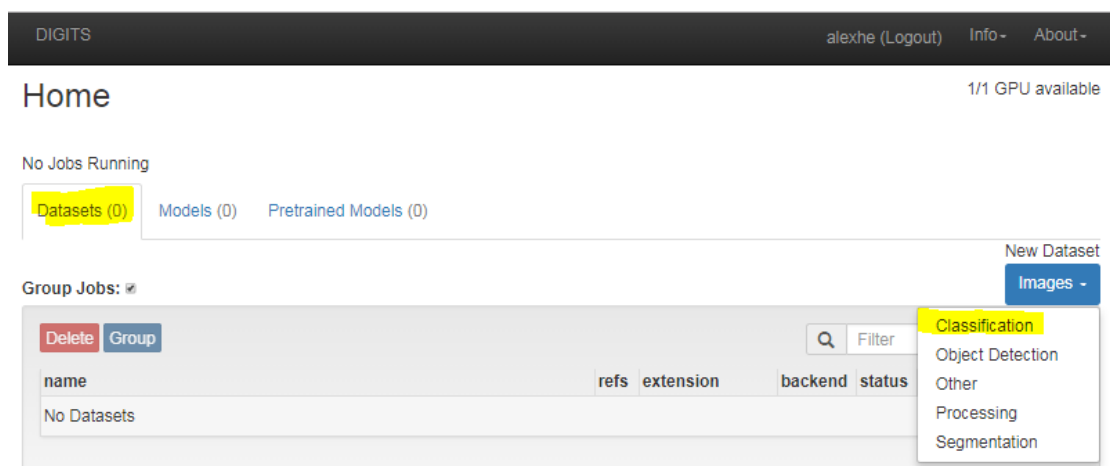 DIGITS alexhe (Logout) Info About
Home 1/1 GPU available
No Jobs Running
Datasets (0) Models (0) Pretrained Models (0)
New Dataset
Group Jobs: Images
Delete Group Filter Classification
Object Detection
name refs extension backend status Other
No Datasets Processing
Segmentation